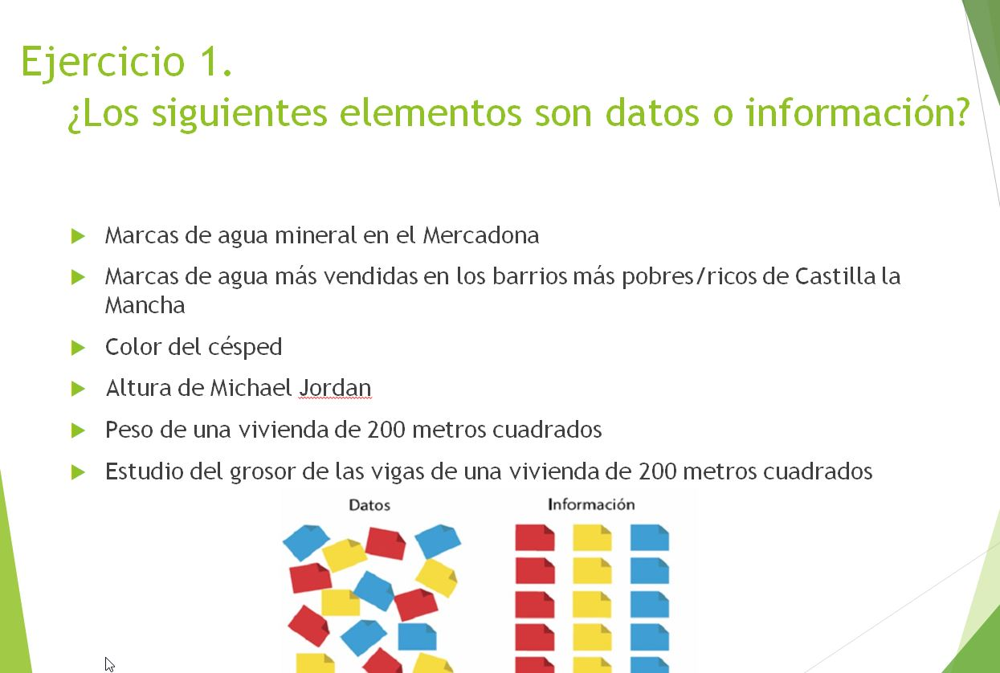 Ejercicio 1.
¿Los siguientes elementos son datos o información?
Marcas de agua mineral en el Mercadona
Marcas de agua más vendidas en los barrios más pobres/ricos de Castilla la
Mancha
Color del césped
Altura de Michael Jordan
Peso de una vivienda de 200 metros cuadrados
Estudio del grosor de las vigas de una vivienda de 200 metros cuadrados
Datos
Información